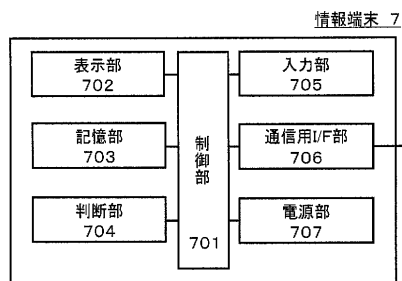 情報端末 7
表示部
702
入力部
705
記憶部
703
制御部
701
通信用I/F部
706
判断部
704
電源部
707